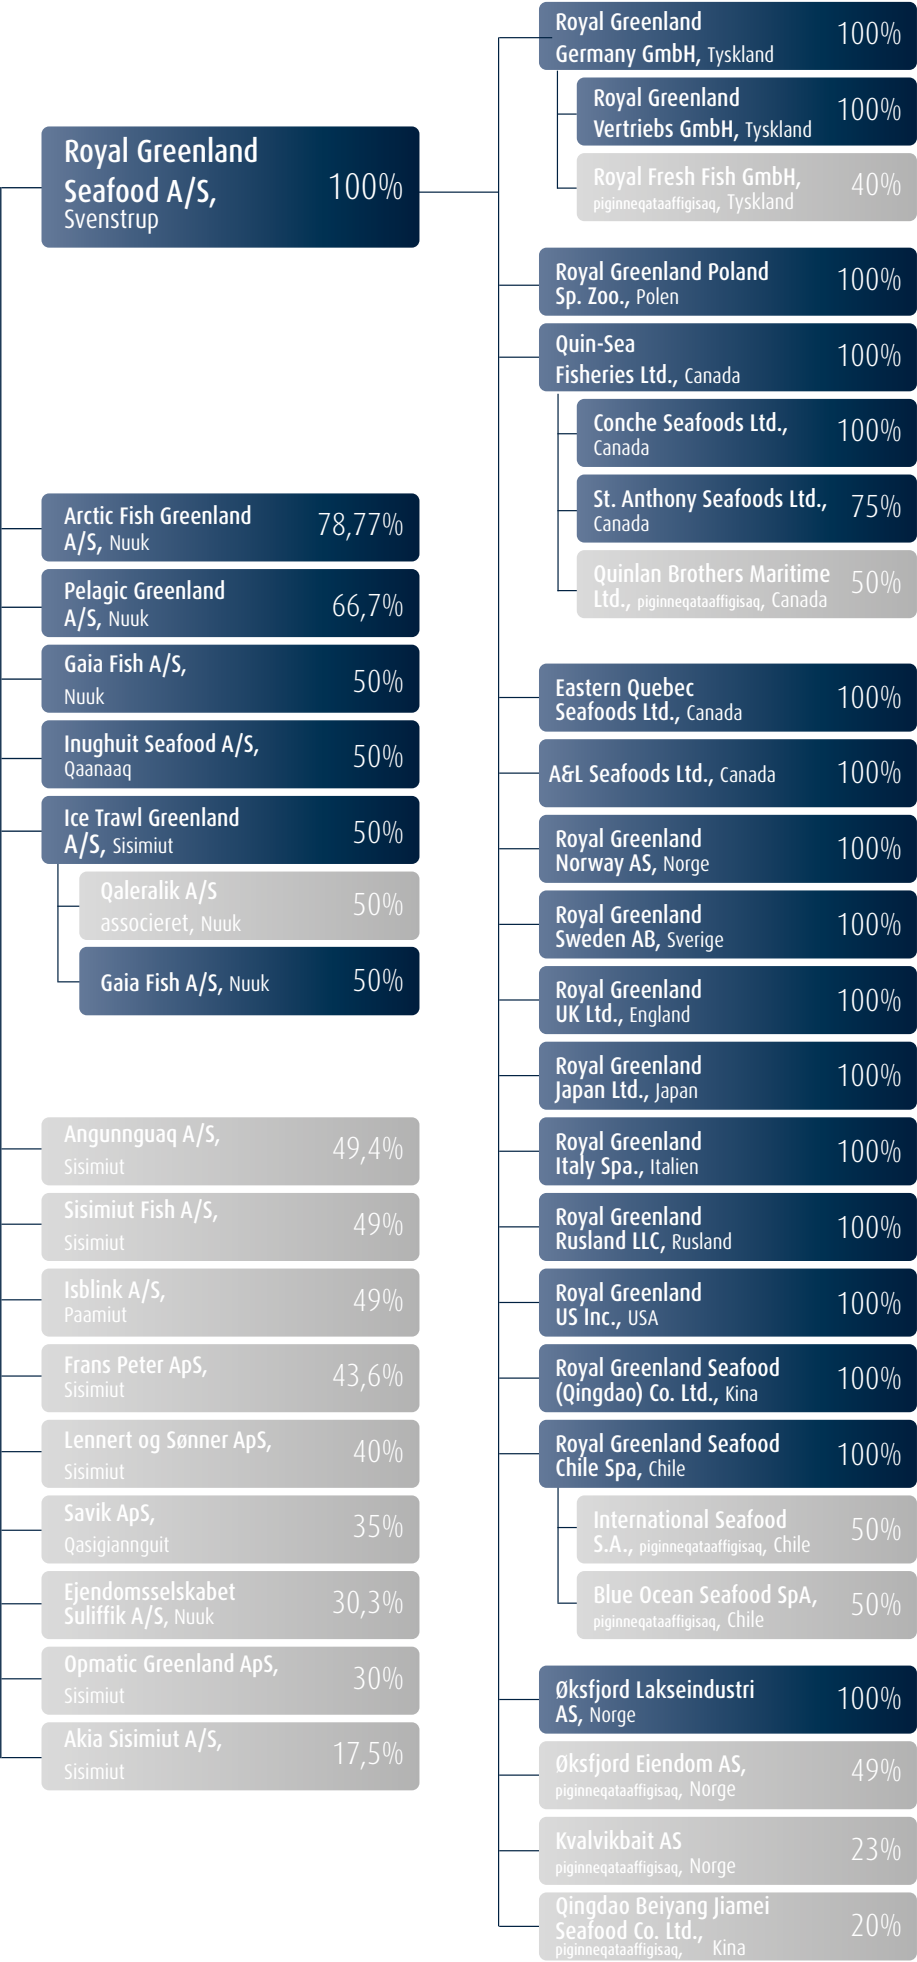 Royal Greenland
Seafood A/S,
Svenstrup
100%
Arctic Fish Greenland
A/S, Nuuk
78,77%
Pelagic Greenland
A/S, Nuuk
66,7%
Gaia Fish A/S,
Nuuk
50%
Inughuit Seafood A/S,
Qaanaaq
50%
Ice Trawl Greenland
A/S, Sisimiut
50%
Qaleralik A/S
associeret, Nuuk
50%
Gaia Fish A/S, Nuuk
50%
Angunnguaq A/S,
Sisimiut
49,4%
Sisimiut Fish A/S,
Sisimiut
49%
Isblink A/S,
Paamiut
49%
Frans Peter ApS,
Sisimiut
43,6%
Lennert og Sønner ApS,
Sisimiut
40%
Savik ApS,
Qasigiannguit
35%
Ejendomsselskabet
Suliffik A/S, Nuuk
30,3%
Opmatic Greenland ApS,
Sisimiut
30%
Akia Sisimiut A/S,
Sisimiut
17,5%
Royal Greenland
Germany GmbH, Tyskland
100%
Royal Greenland
Vertriebs GmbH, Tyskland
100%
Royal Fresh Fish GmbH,
piginneqataaffigisaq, Tyskland
40%
Royal Greenland Poland
Sp. Zoo., Polen
100%
Quin-Sea
Fisheries Ltd., Canada
100%
Conche Seafoods Ltd.,
Canada
100%
St. Anthony Seafoods Ltd.,
Canada
75%
Quinlan Brothers Maritime
Ltd., piginneqataaffigisaq, Canada
50%
Eastern Quebec
Seafoods Ltd., Canada
100%
A&L Seafoods Ltd., Canada
100%
Royal Greenland
Norway AS, Norge
100%
Royal Greenland
Sweden AB, Sverige
100%
Royal Greenland
UK Ltd., England
100%
Royal Greenland
Japan Ltd., Japan
100%
Royal Greenland
Italy Spa., Italien
100%
Royal Greenland
Rusland LLC, Rusland
100%
Royal Greenland
US Inc., USA
100%
Royal Greenland Seafood
(Qingdao) Co. Ltd., Kina
100%
Royal Greenland Seafood
Chile Spa, Chile
100%
International Seafood
S.A., piginneqataaffigisaq, Chile
50%
Blue Ocean Seafood SpA,
piginneqataaffigisaq, Chile
50%
Øksfjord Lakseindustri
AS, Norge
100%
Øksfjord Eiendom AS,
piginneqataaffigisaq, Norge
49%
Kvalvikbait AS
piginneqataaffigisaq, Norge
23%
Qingdao Beiyang Jiamei
Seafood Co. Ltd.,
piginneqataaffigisaq, Kina
20%